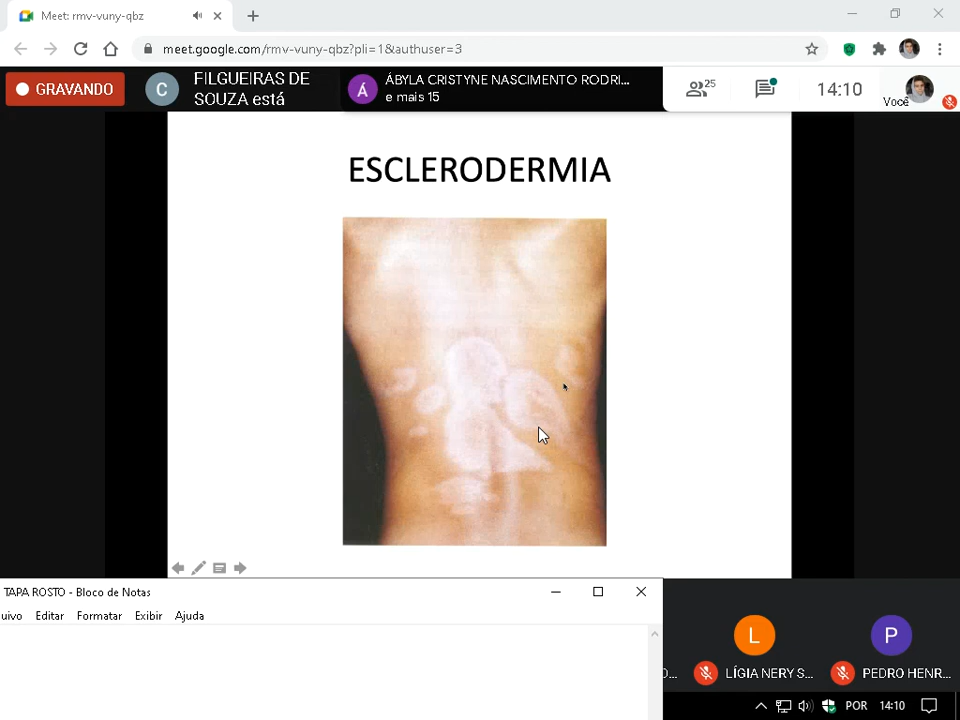 Meet: rmv-vuny-qbz
meet.google.com/rmv-vuny-qbz?pli=1&authuser=3
GRAVANDO
C
FILGUEIRAS DE
SOUZA está
Á
ÁBYLA CRISTYNE NASCIMENTO RODRI...
e mais 15
25
14:10
Você
ESCLERODERMIA
TAPA ROSTO - Bloco de Notas
uivo Editar Formatar Exibir Ajuda
L
P
O... LÍGIA NERY S... PEDRO HENR...
POR 14:10